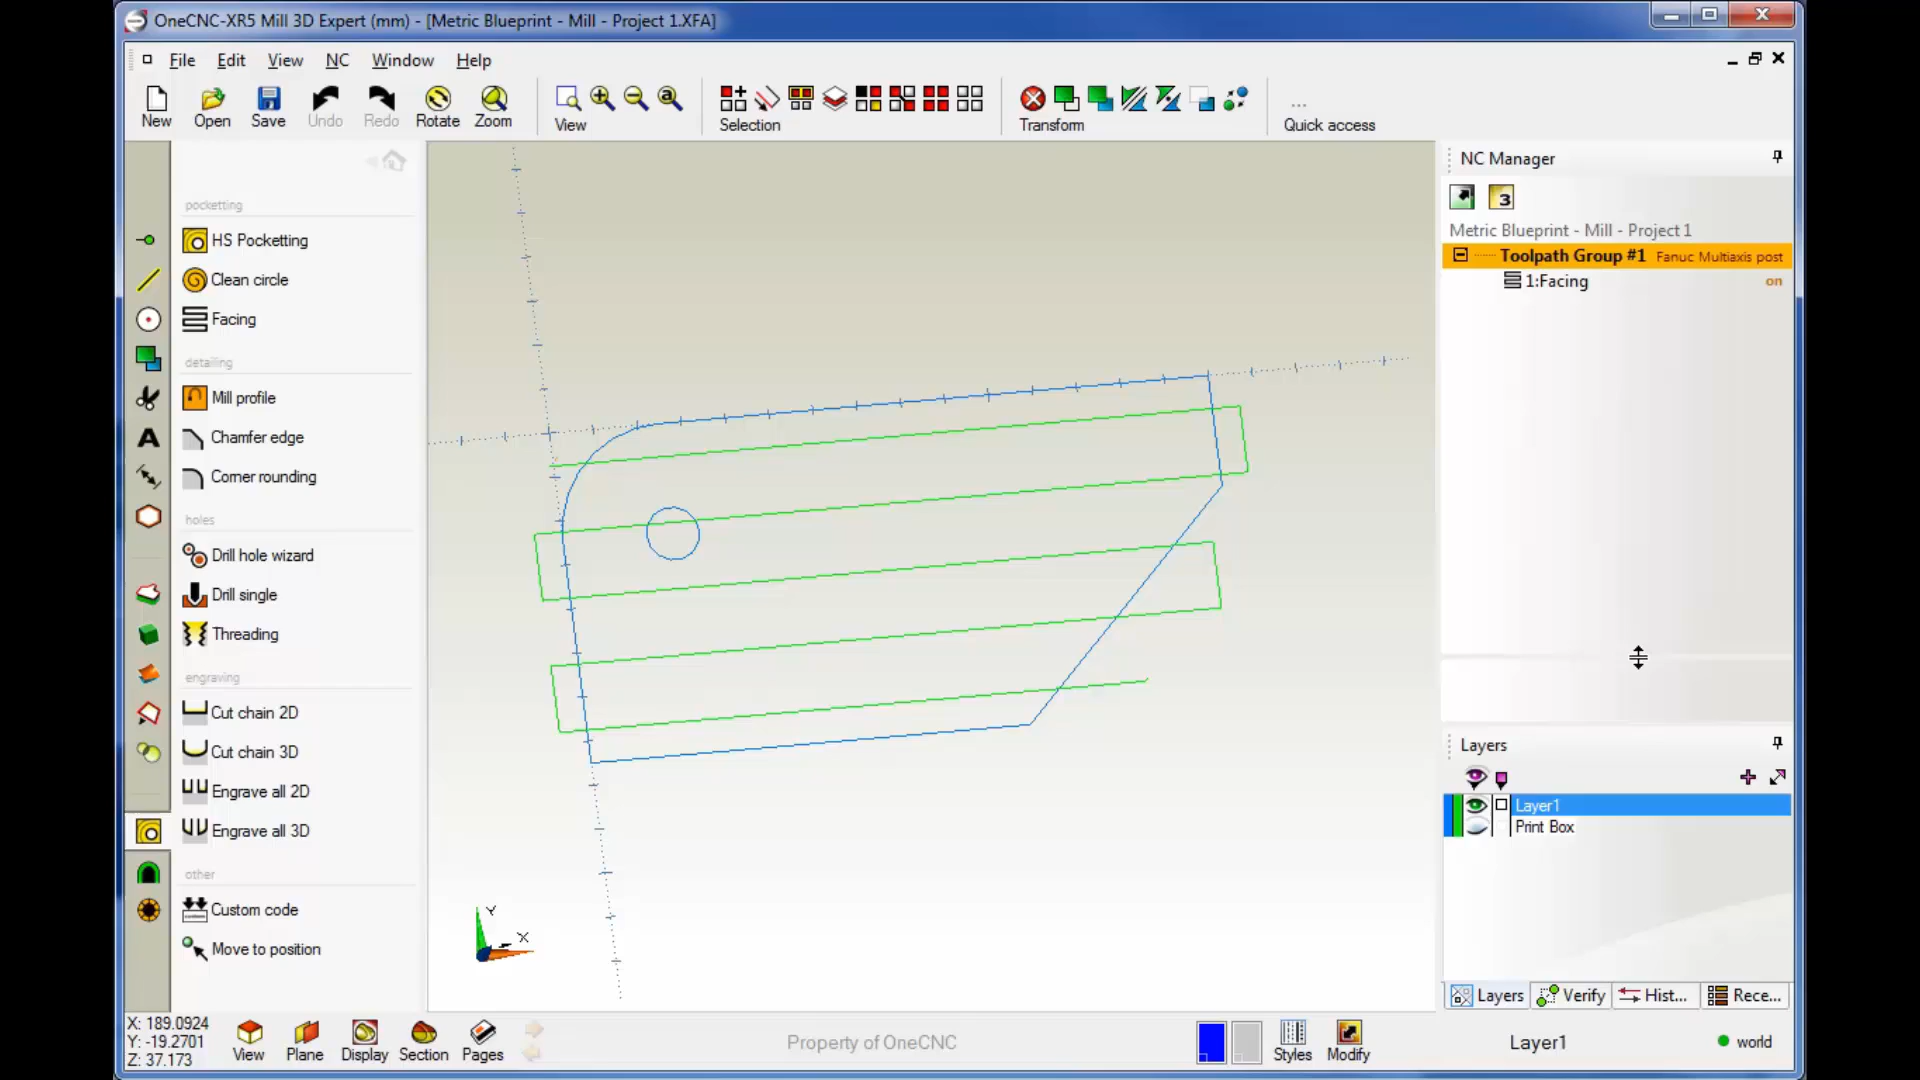 OneCNC-XR5 Mill 3D Expert (mm) - [Metric Blueprint - Mill - Project 1.XFA]
File Edit View NC Window Help
New Open Save Undo Redo Rotate Zoom View Selection Transform ... Quick access
pocketting
HS Pocketting
Clean circle
Facing
detailing
Mill profile
Chamfer edge
Corner rounding
holes
Drill hole wizard
Drill single
Threading
engraving
Cut chain 2D
Cut chain 3D
Engrave all 2D
Engrave all 3D
other
Custom code
Move to position
Y
X
NC Manager
3
Metric Blueprint - Mill - Project 1
Toolpath Group #1 Fanuc Multiaxis post
1:Facing on
Layers
Layer1
Print Box
Layers Verify Hist... Rece...
X: 189.0924
Y: -19.2701
Z: 37.173
View Plane Display Section Pages
Property of OneCNC
Styles Modify
Layer1
world